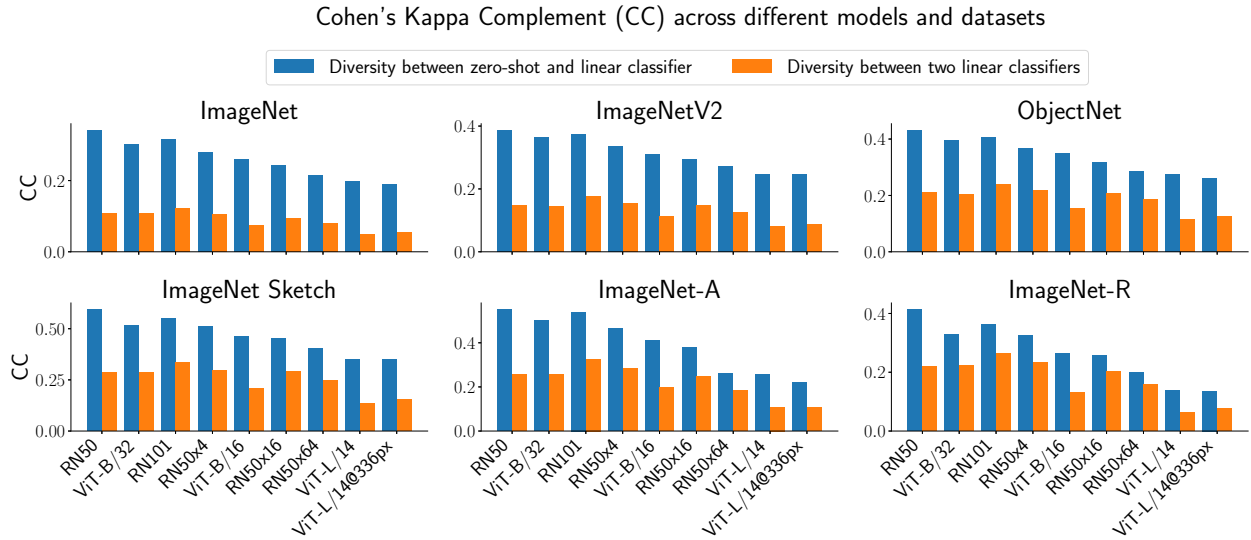 Cohen's Kappa Complement (CC) across different models and datasets
Diversity between zero-shot and linear classifier
Diversity between two linear classifiers
ImageNet
ImageNetV2
ObjectNet
CC
0.2
0.0
0.4
0.2
0.0
0.4
0.2
0.0
ImageNet Sketch
ImageNet-A
ImageNet-R
CC
0.50
0.25
0.00
0.4
0.2
0.0
0.4
0.2
0.0
RN50
ViT-B/32
RN101
RN50x4
ViT-B/16
RN50x16
RN50x64
ViT-L/14
ViT-L/14@336px
RN50
ViT-B/32
RN101
RN50x4
ViT-B/16
RN50x16
RN50x64
ViT-L/14
ViT-L/14@336px
RN50
ViT-B/32
RN101
RN50x4
ViT-B/16
RN50x16
RN50x64
ViT-L/14
ViT-L/14@336px